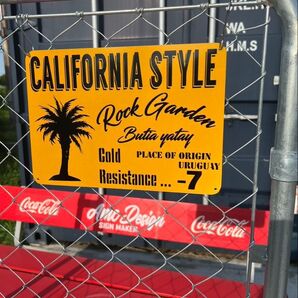 CALIFORNIA STYLE
Rock Garden
Butia yatay
Cold
Resistance ... -7
PLACE OF ORIGIN
URUGUAY
Coca-Cola
Design
SIGN MAKER
Coca-Cola
WA
H.M.S